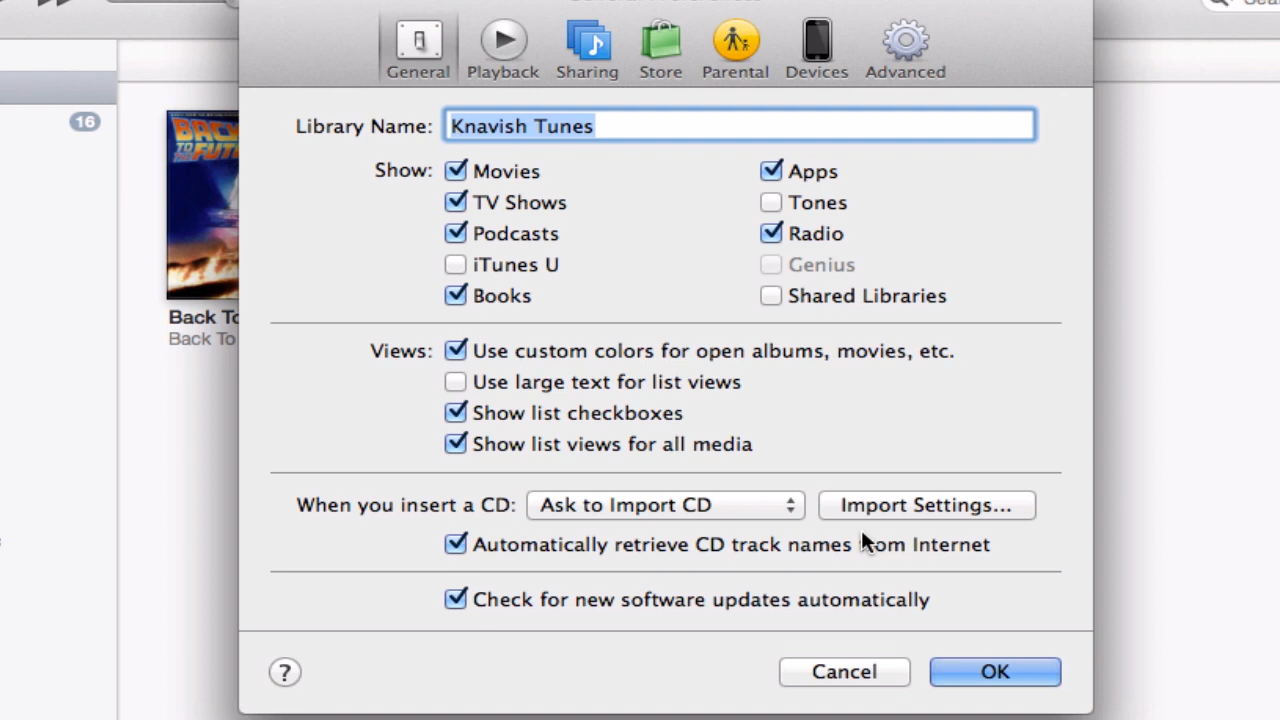 General
Playback
Sharing
Store
Parental
Devices
Advanced
16
Library Name: Knavish Tunes
Show: Movies
Apps
TV Shows
Tones
Podcasts
Radio
iTunes U
Genius
Books
Shared Libraries
BACK
TO THE FUTU
Back To
Back To
Views: Use custom colors for open albums, movies, etc.
Use large text for list views
Show list checkboxes
Show list views for all media
When you insert a CD: Ask to Import CD
Import Settings...
Automatically retrieve CD track names from Internet
Check for new software updates automatically
?
Cancel
OK